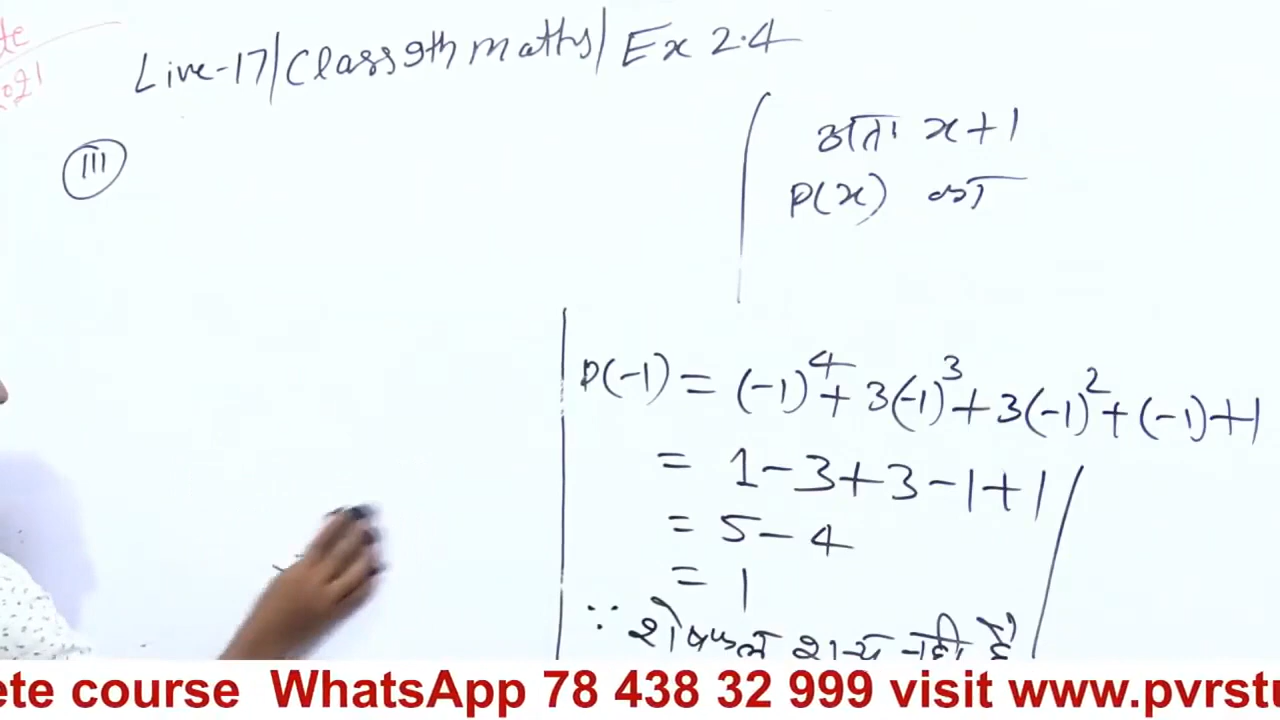 Live-17/Class 9th maths/Ex 2.4
III
अतः x+1
P(x) का
P(-1) = (-1)^4 + 3(-1)^3 + 3(-1)^2 + (-1) + 1
= 1 - 3 + 3 - 1 + 1
= 5 - 4
= 1
∵ शेषफल शून्य नहीं है
ete course WhatsApp 78 438 32 999 visit www.pvrstu